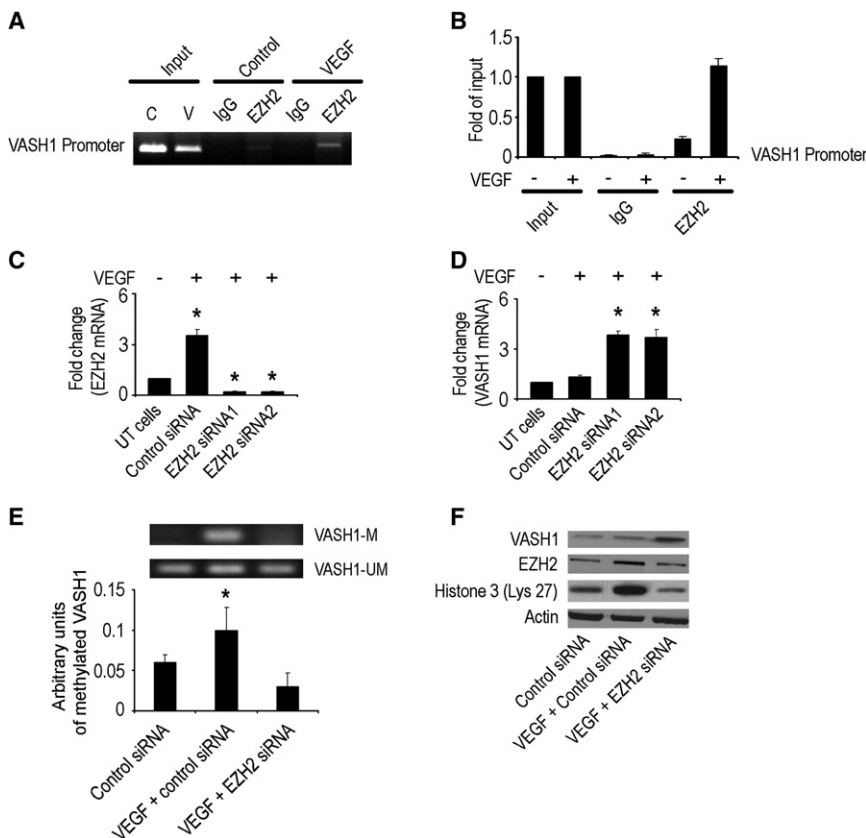 A
Input
Control
VEGF
C
V
IgG
EZH2
IgG
EZH2
VASH1 Promoter
B
Fold of input
1.5
1.0
0.5
0
VASH1 Promoter
VEGF - + - + - +
Input
IgG
EZH2
C
VEGF - + + +
Fold change
(EZH2 mRNA)
6
3
0
* * *
UT cells
Control siRNA
EZH2 siRNA1
EZH2 siRNA2
D
VEGF - + + +
Fold change
(VASH1 mRNA)
6
3
0
* *
UT cells
Control siRNA
EZH2 siRNA1
EZH2 siRNA2
E
VASH1-M
VASH1-UM
Arbitrary units
of methylated VASH1
0.15
0.1
0.05
0
*
Control siRNA
VEGF + control siRNA
VEGF + EZH2 siRNA
F
VASH1
EZH2
Histone 3 (Lys 27)
Actin
Control siRNA
VEGF + Control siRNA
VEGF + EZH2 siRNA